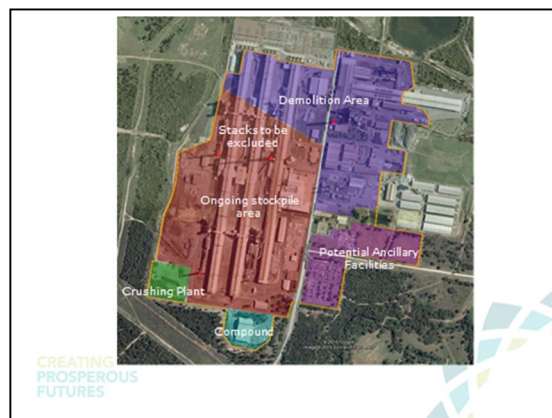 Demolition Area
Stacks to be
excluded
Ongoing stockpile
area
Potential Ancillary
Facilities
Crushing Plant
Compound
CREATING
PROSPEROUS
FUTURES